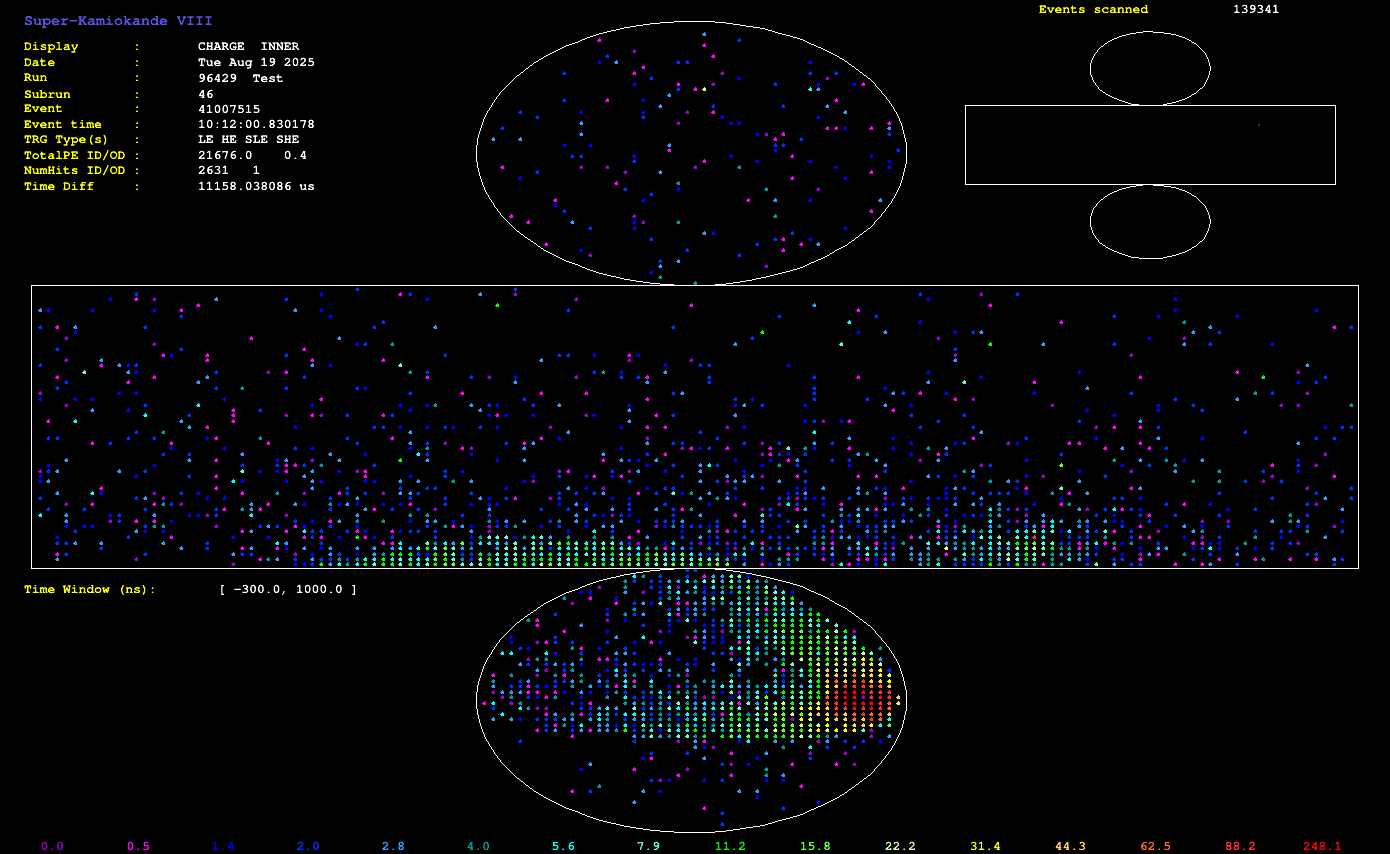 Super-Kamiokande VIII
Events scanned 139341
Display : CHARGE INNER
Date : Tue Aug 19 2025
Run : 96429 Test
Subrun : 46
Event : 41007515
Event time : 10:12:00.830178
TRG Type(s) : LE HE SLE SHE
TotalPE ID/OD : 21676.0 0.4
NumHits ID/OD : 2631 1
Time Diff : 11158.038086 us
Time Window (ns): [ -300.0, 1000.0 ]
0.0 0.5 1.4 2.0 2.8 4.0 5.6 7.9 11.2 15.8 22.2 31.4 44.3 62.5 88.2 248.1